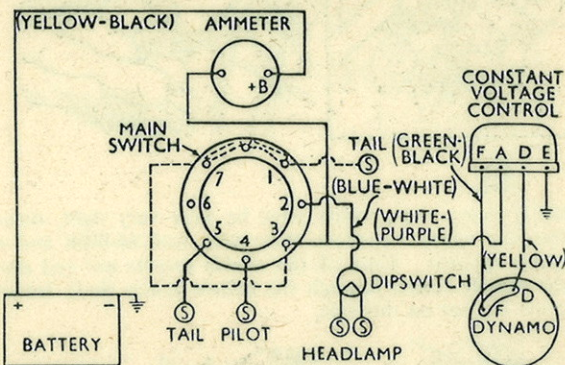 (YELLOW-BLACK)
AMMETER
+B
CONSTANT
VOLTAGE
CONTROL
MAIN
SWITCH
TAIL
S
(GREEN-
BLACK)
F A D E
7
1
(BLUE-WHITE)
6
2
(WHITE-
PURPLE)
5
4
3
(YELLOW)
DIPSWITCH
D
F
DYNAMO
+
-
BATTERY
S
S
TAIL
PILOT
S
S
HEADLAMP